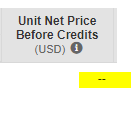 Unit Net Price
Before Credits
(USD) i
--